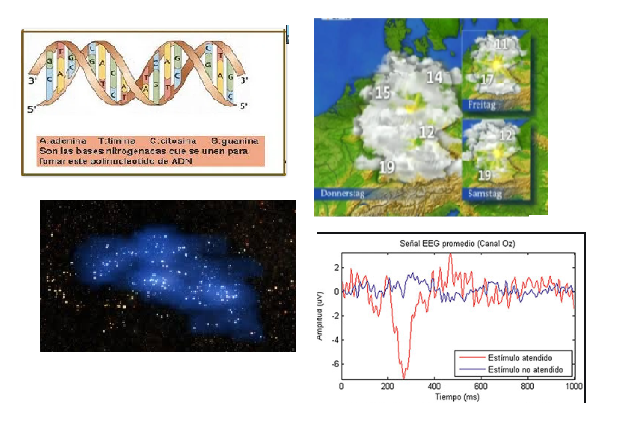 3'
5'
3'
5'
A.adenina T.timina C.citosina G.guanina
Son las bases nitrogenadas que se unen para
formar este polinucleótido de ADN
11
17
Freitag
14
15
12
19
Donnerstag
12
19
Samstag
Señal EEG promedio (Canal Oz)
Amplitud (uV)
2
0
-2
-4
-6
Estímulo atendido
Estímulo no atendido
0 200 400 600 800 1000
Tiempo (ms)